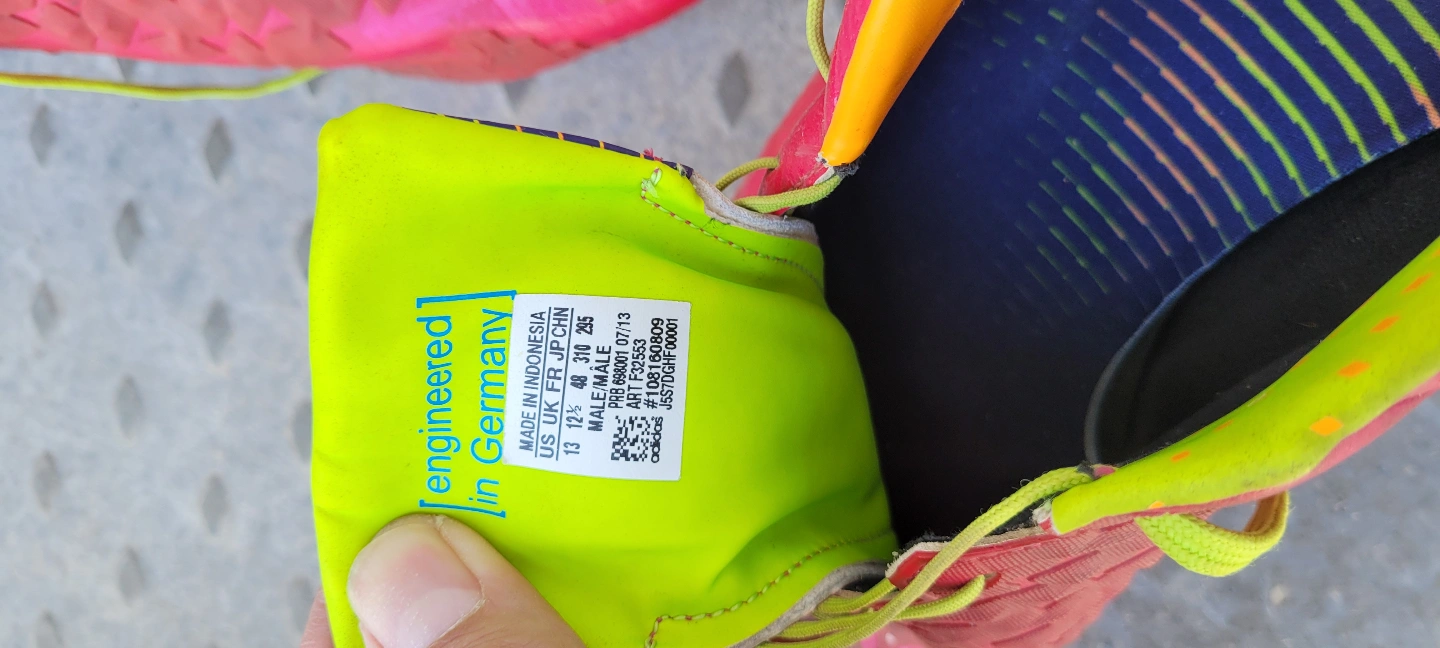 [engineered]
[in Germany]
MADE IN INDONESIA
US UK FR JP CHN
13 12½ 48 310 295
MALE/MÂLE
PRB 698001 07/13
ART F32553
#108160809
adidas J5S7DGHF00001